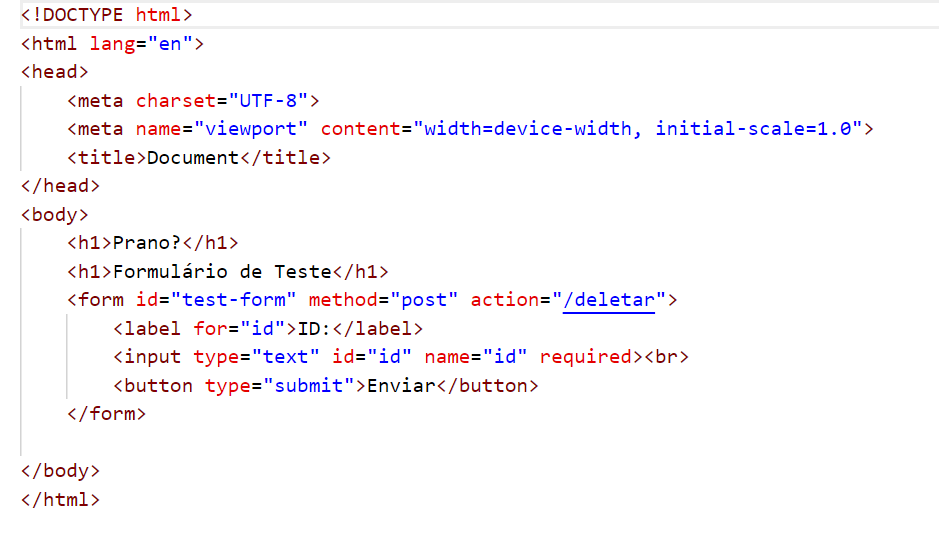 <!DOCTYPE html>
<html lang="en">
<head>
    <meta charset="UTF-8">
    <meta name="viewport" content="width=device-width, initial-scale=1.0">
    <title>Document</title>
</head>
<body>
    <h1>Prano?</h1>
    <h1>Formulário de Teste</h1>
    <form id="test-form" method="post" action="/deletar">
        <label for="id">ID:</label>
        <input type="text" id="id" name="id" required><br>
        <button type="submit">Enviar</button>
    </form>
</body>
</html>